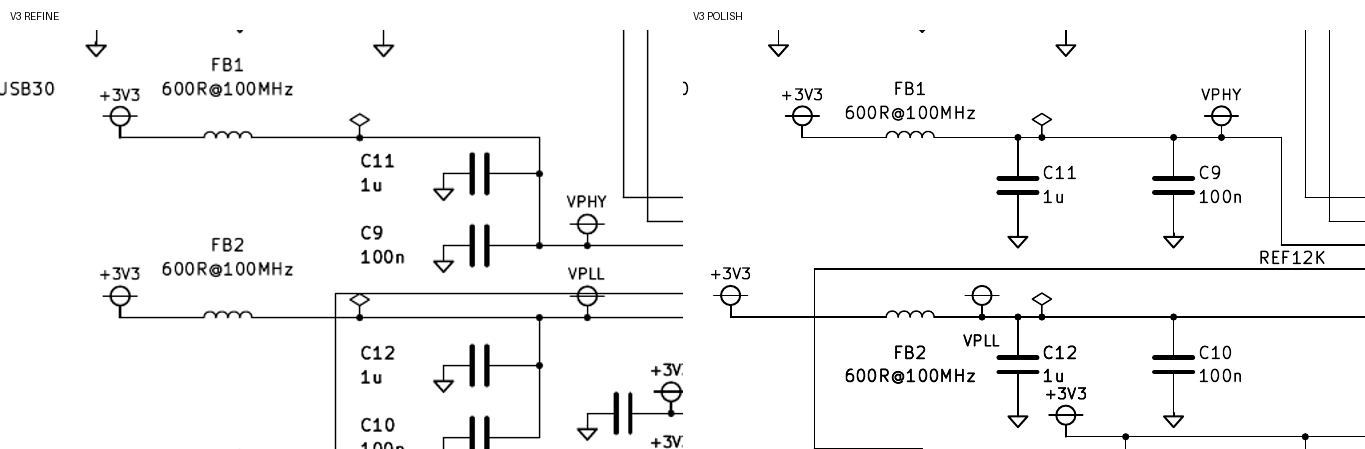 V3 REFINE
FB1
600R@100MHz
+3V3
C11
1u
VPHY
C9
100n
FB2
600R@100MHz
+3V3
VPLL
C12
1u
C10
V3 POLISH
+3V3
FB1
600R@100MHz
VPHY
C11
1u
C9
100n
REF12K
+3V3
VPLL
FB2
600R@100MHz
C12
1u
C10
100n
+3V3